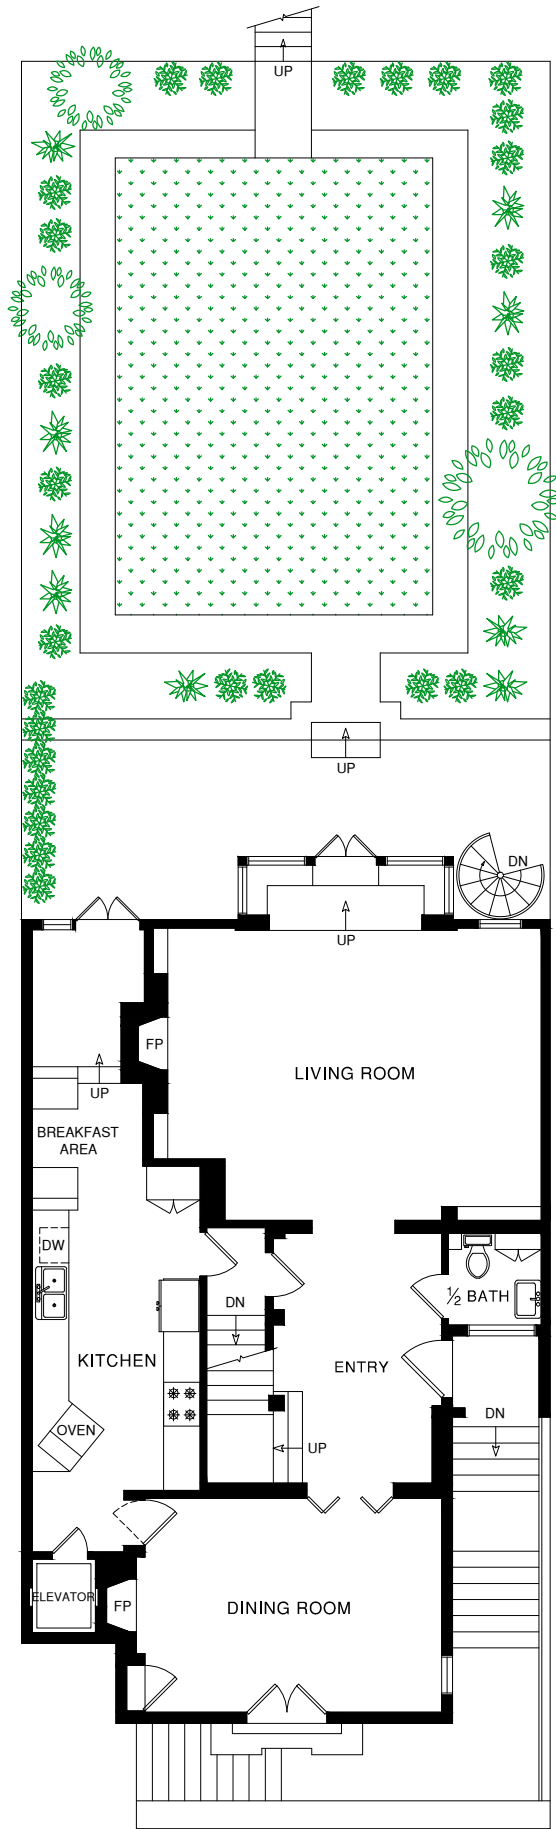 UP
UP
DN
UP
FP
LIVING ROOM
UP
BREAKFAST
AREA
DW
½ BATH
DN
KITCHEN
ENTRY
DN
OVEN
UP
ELEVATOR
FP
DINING ROOM